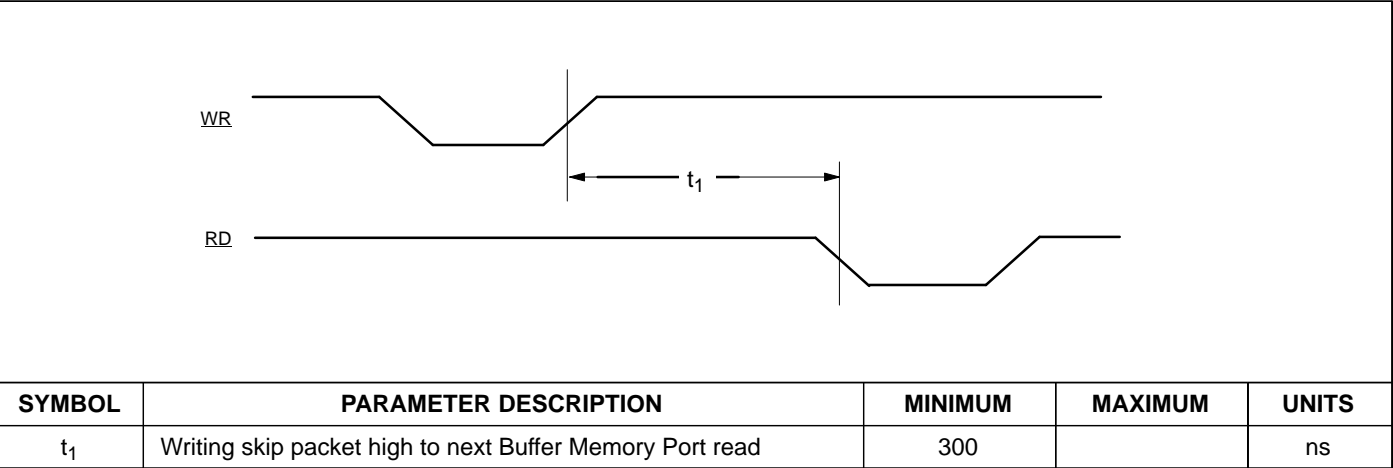 WR
t1
RD
SYMBOL PARAMETER DESCRIPTION MINIMUM MAXIMUM UNITS
t1 Writing skip packet high to next Buffer Memory Port read 300 ns